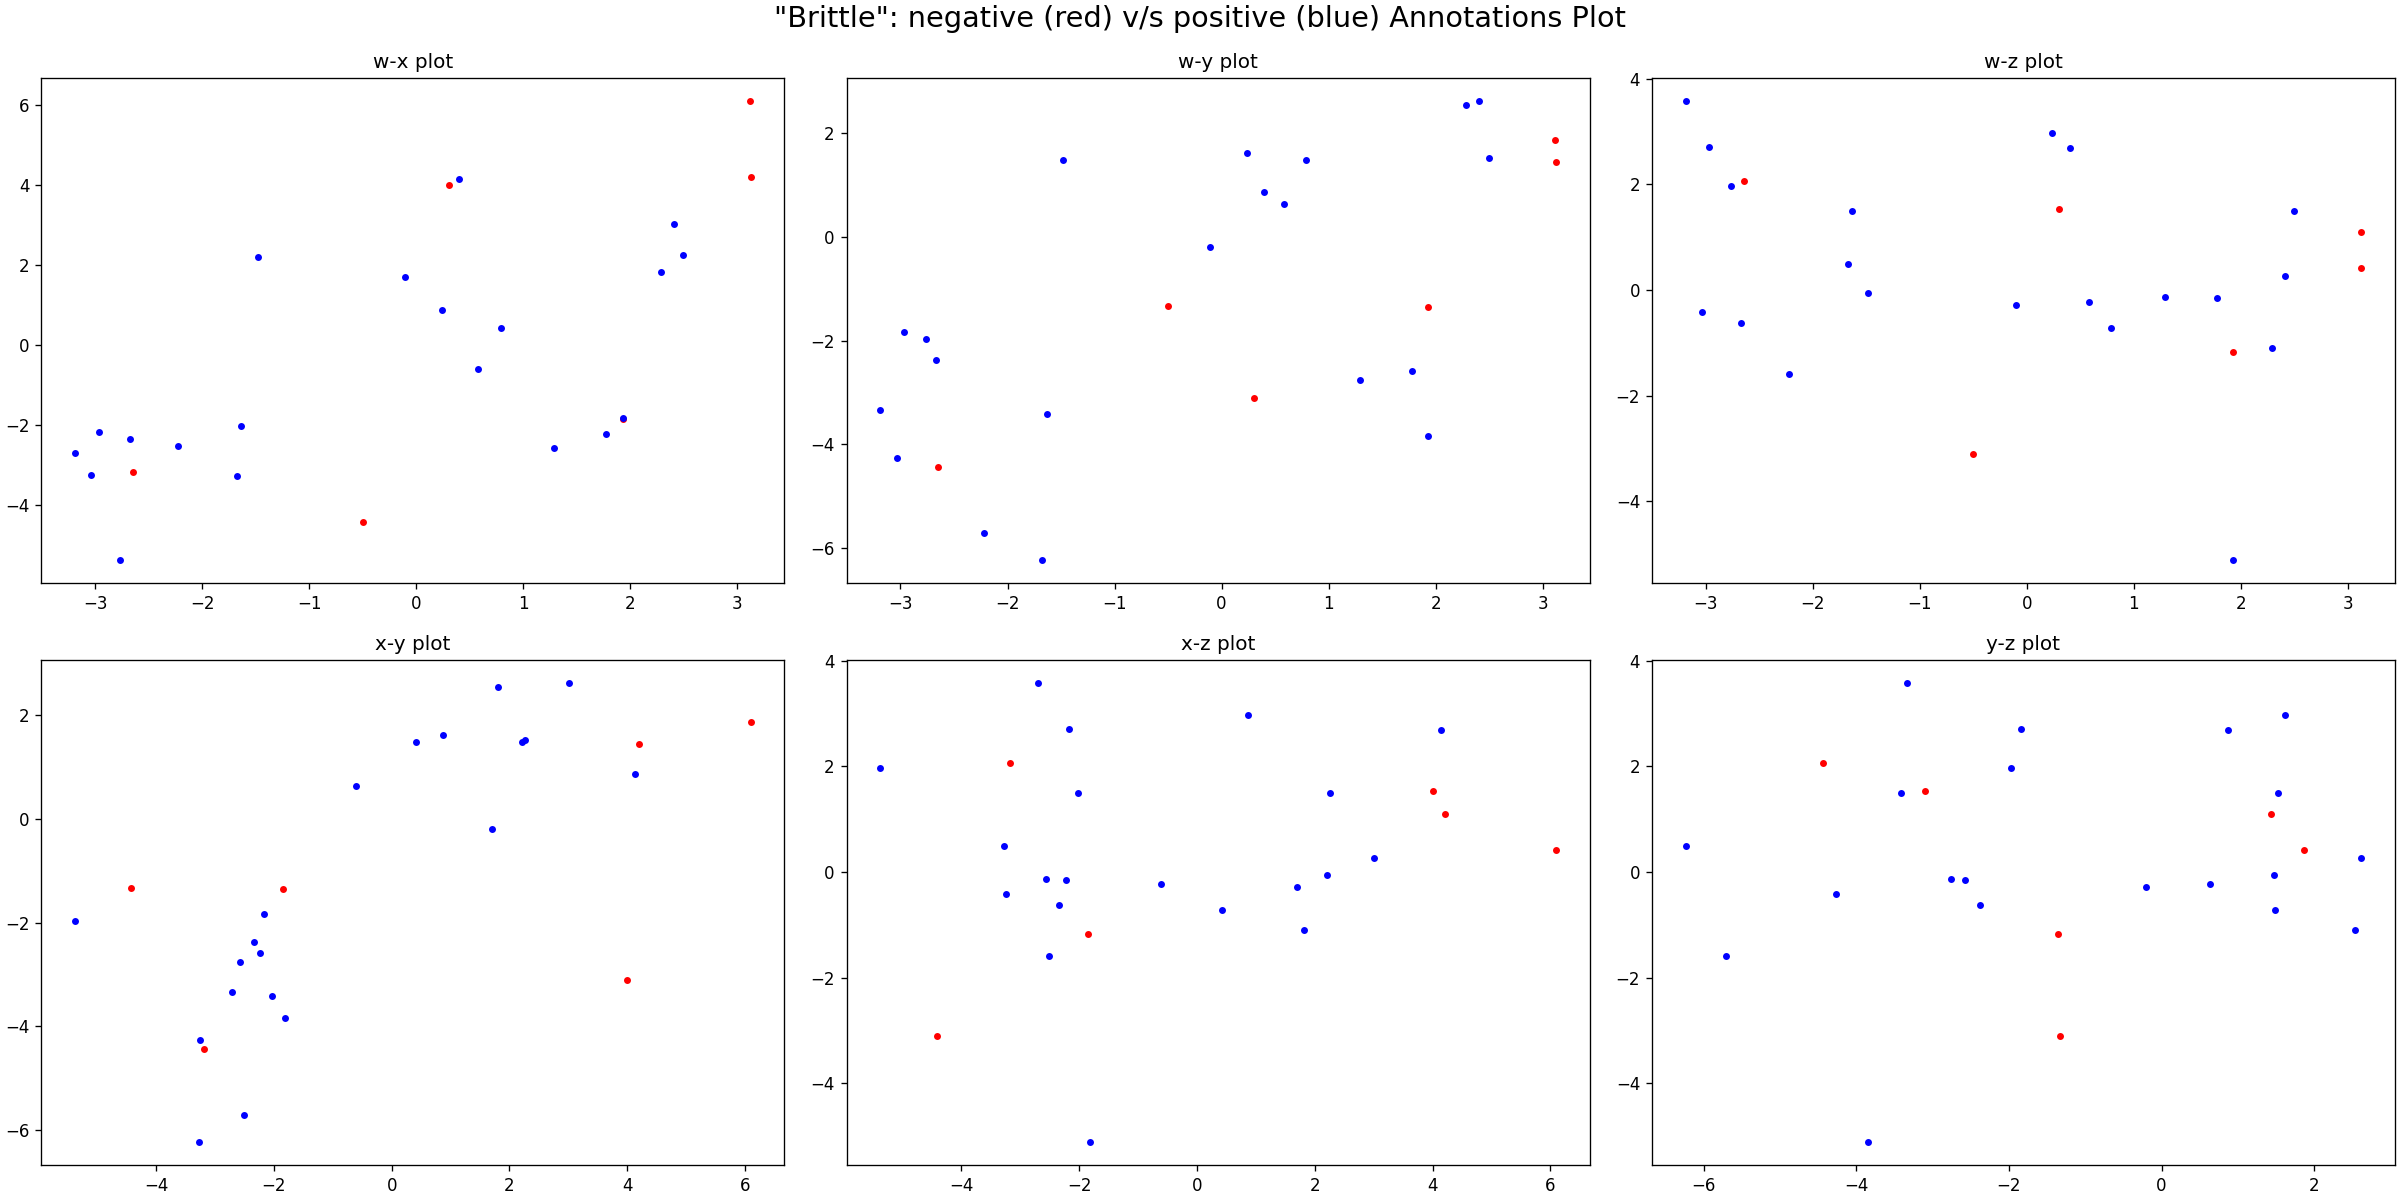 "Brittle": negative (red) v/s positive (blue) Annotations Plot
w-x plot
6
4
2
0
−2
−4
−3 −2 −1 0 1 2 3
w-y plot
2
0
−2
−4
−6
−3 −2 −1 0 1 2 3
w-z plot
4
2
0
−2
−4
−3 −2 −1 0 1 2 3
x-y plot
2
0
−2
−4
−6
−4 −2 0 2 4 6
x-z plot
4
2
0
−2
−4
−4 −2 0 2 4 6
y-z plot
4
2
0
−2
−4
−6 −4 −2 0 2